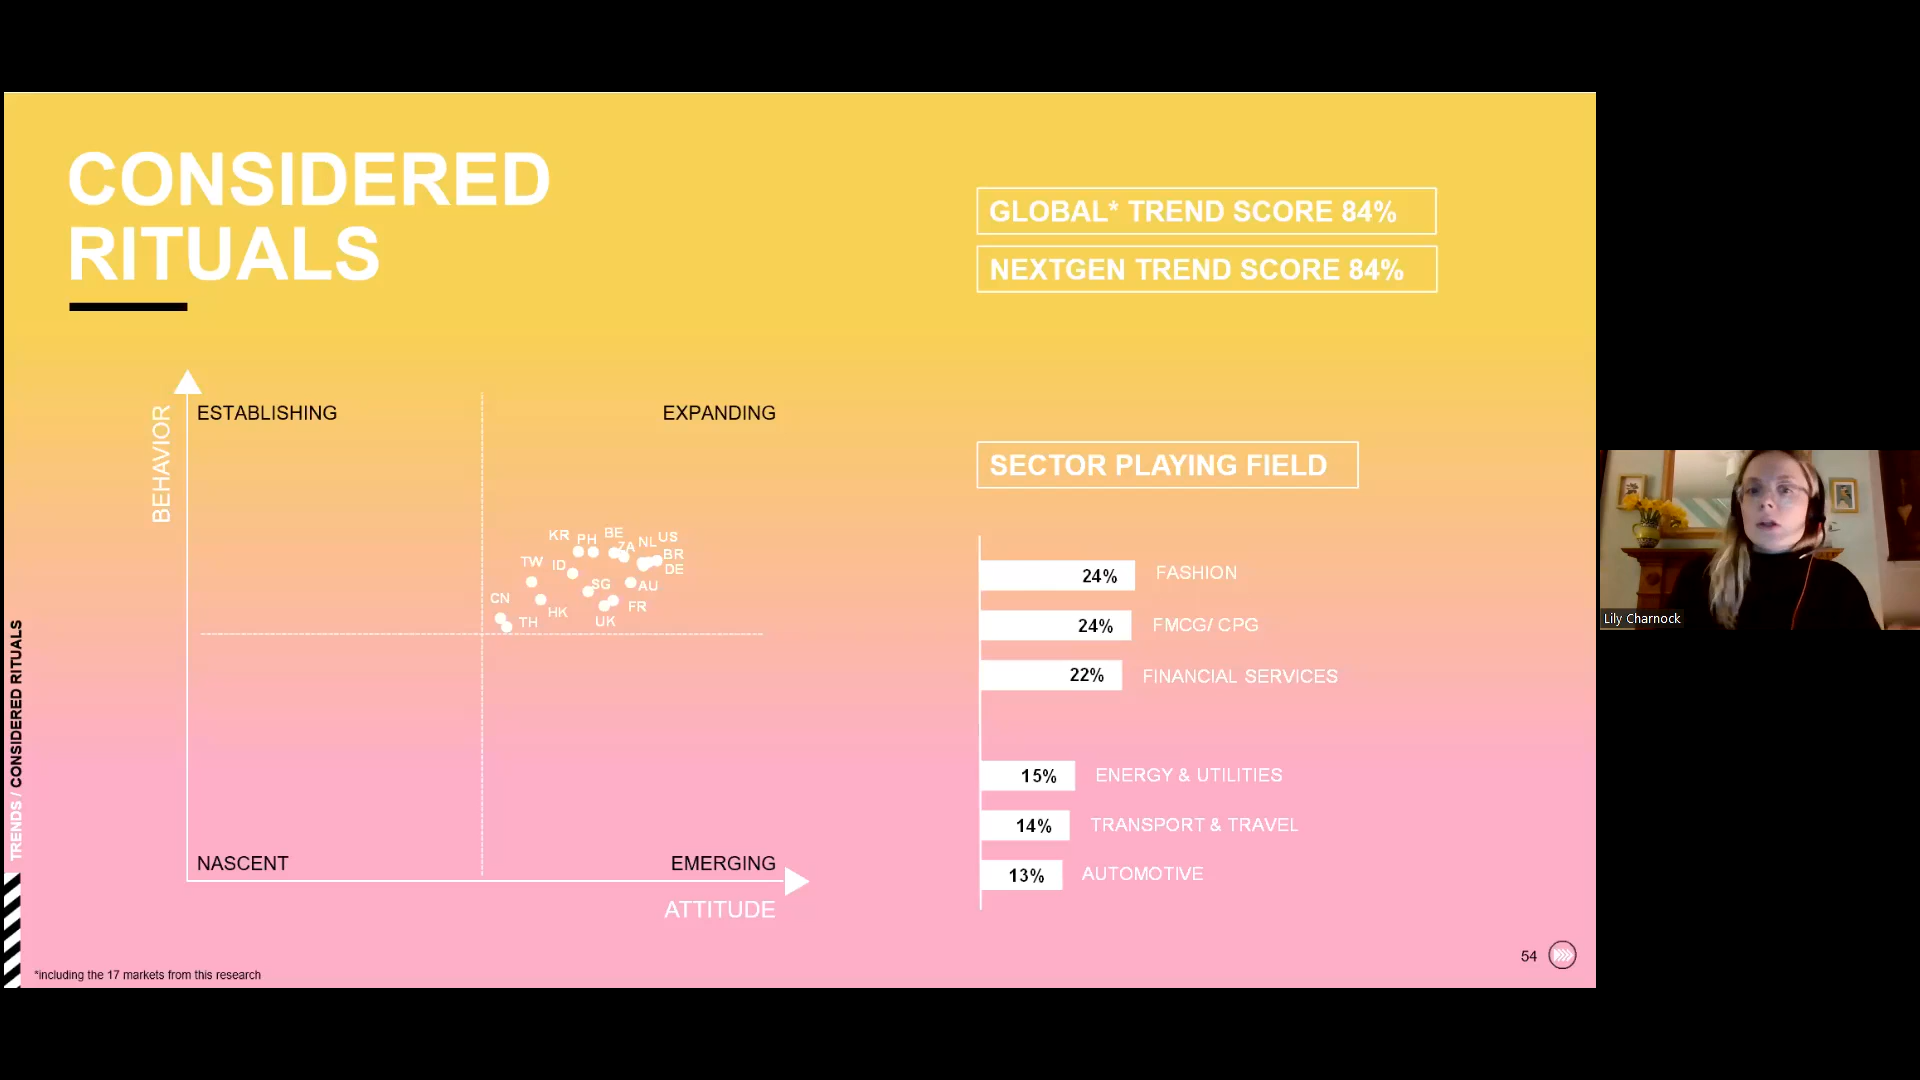 CONSIDERED
RITUALS
GLOBAL* TREND SCORE 84%
NEXTGEN TREND SCORE 84%
BEHAVIOR
ESTABLISHING
EXPANDING
KR
PH
BE
ZA
NL
US
BR
DE
TW
ID
SG
AU
CN
HK
FR
TH
UK
NASCENT
EMERGING
ATTITUDE
SECTOR PLAYING FIELD
24% FASHION
24% FMCG/ CPG
22% FINANCIAL SERVICES
15% ENERGY & UTILITIES
14% TRANSPORT & TRAVEL
13% AUTOMOTIVE
TRENDS / CONSIDERED RITUALS
*including the 17 markets from this research
54
Lily Charnock